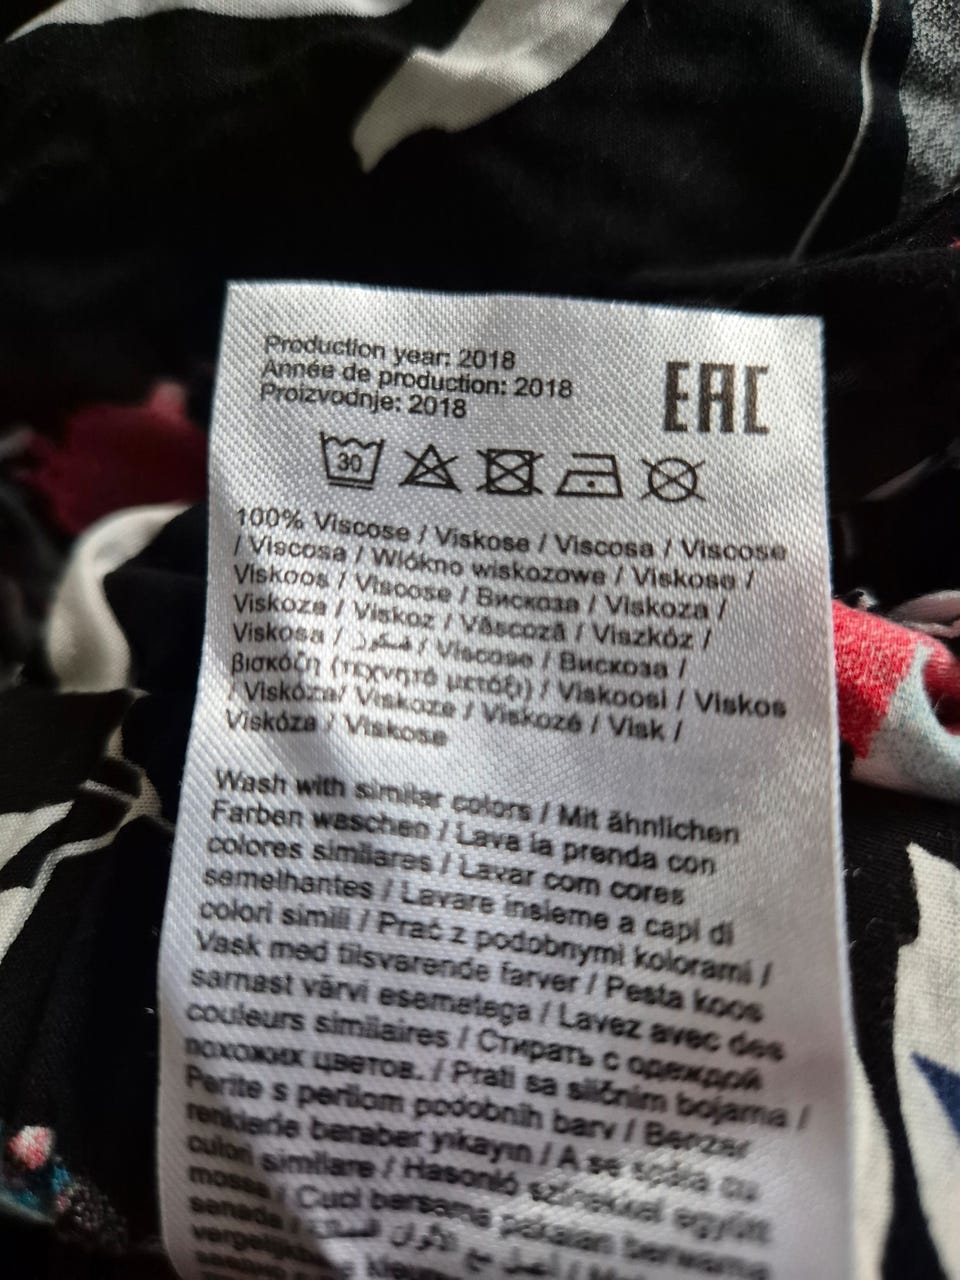 Production year: 2018
Année de production: 2018
Proizvodnje: 2018
EAC
30
100% Viscose / Viskose / Viscosa / Viscose
/ Viscosa / Włókno wiskozowe / Viskose /
Viskoos / Viscose / Вискоза / Viskoza /
Viskoza / Viskoz / Vâscoză / Viszkóz /
Viskosa / فسكوز / Viscose / Вискоза /
βισκόζη (τεχνητό μετάξι) / Viskoosi / Viskos
/ Viskóza/ Viskoze / Viskozė / Visk /
Viskóza / Viskose
Wash with similar colors / Mit ähnlichen
Farben waschen / Lava la prenda con
colores similares / Lavar com cores
semelhantes / Lavare insieme a capi di
colori simili / Prać z podobnymi kolorami /
Vask med tilsvarende farver / Pesta koos
sarnast värvi esemetega / Lavez avec des
couleurs similaires / Стирать с одеждой
похожих цветов. / Prati sa sličnim bojama /
Perite s perilom podobnih barv / Benzer
renklerle beraber yıkayın / A se spăla cu
culori similare / Hasonló színekkel együtt
mossa / Cuci bersama pakaian berwarna
senada /